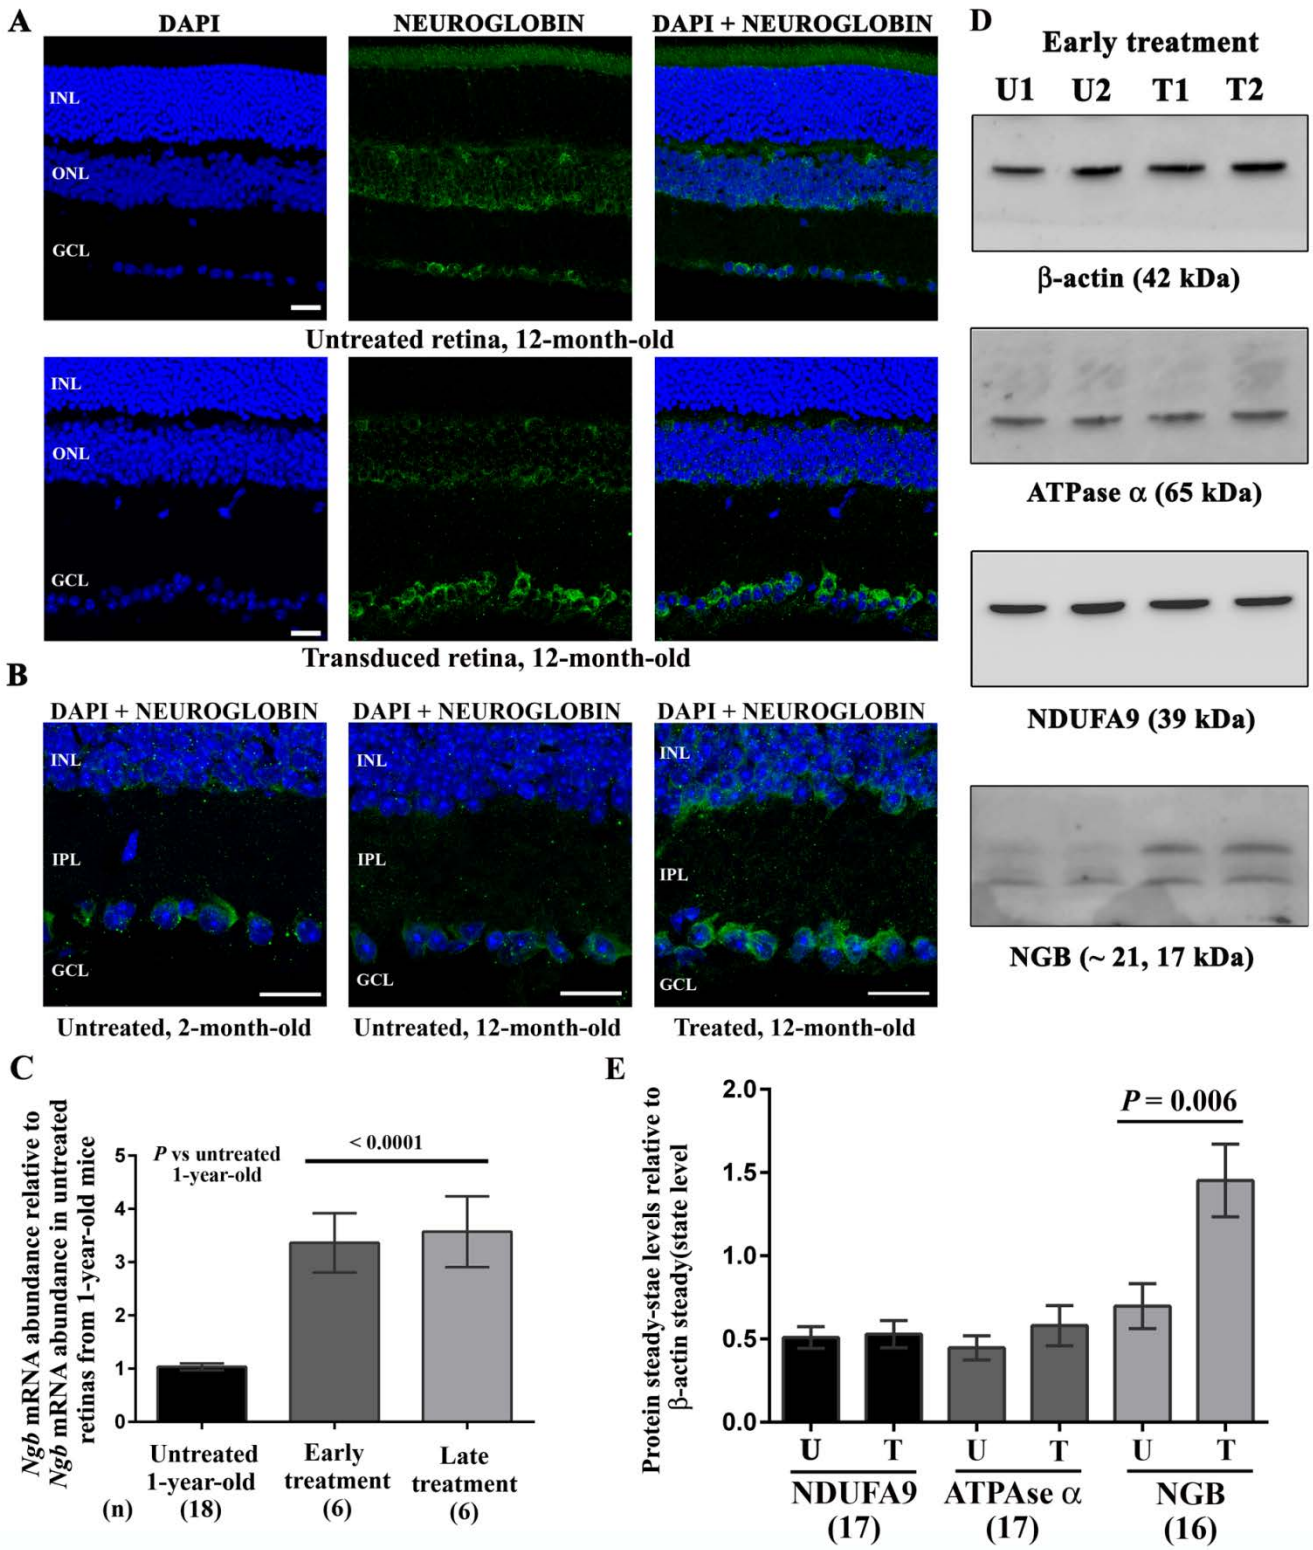 A
DAPI
NEUROGLOBIN
DAPI + NEUROGLOBIN
INL
ONL
GCL
Untreated retina, 12-month-old
INL
ONL
GCL
Transduced retina, 12-month-old
B
DAPI + NEUROGLOBIN
DAPI + NEUROGLOBIN
DAPI + NEUROGLOBIN
INL
IPL
GCL
INL
IPL
GCL
INL
IPL
GCL
Untreated, 2-month-old
Untreated, 12-month-old
Treated, 12-month-old
C
Ngb mRNA abundance relative to
Ngb mRNA abundance in untreated
retinas from 1-year-old mice
5
4
3
2
1
0
P vs untreated
1-year-old
< 0.0001
Untreated
1-year-old
Early
treatment
Late
treatment
(n)
(18)
(6)
(6)
D
Early treatment
U1 U2 T1 T2
β-actin (42 kDa)
ATPase α (65 kDa)
NDUFA9 (39 kDa)
NGB (~ 21, 17 kDa)
E
Protein steady-stae levels relative to
β-actin steady(state level
2.0
1.5
1.0
0.5
0.0
P = 0.006
U T U T U T
NDUFA9 ATPAse α NGB
(17) (17) (16)